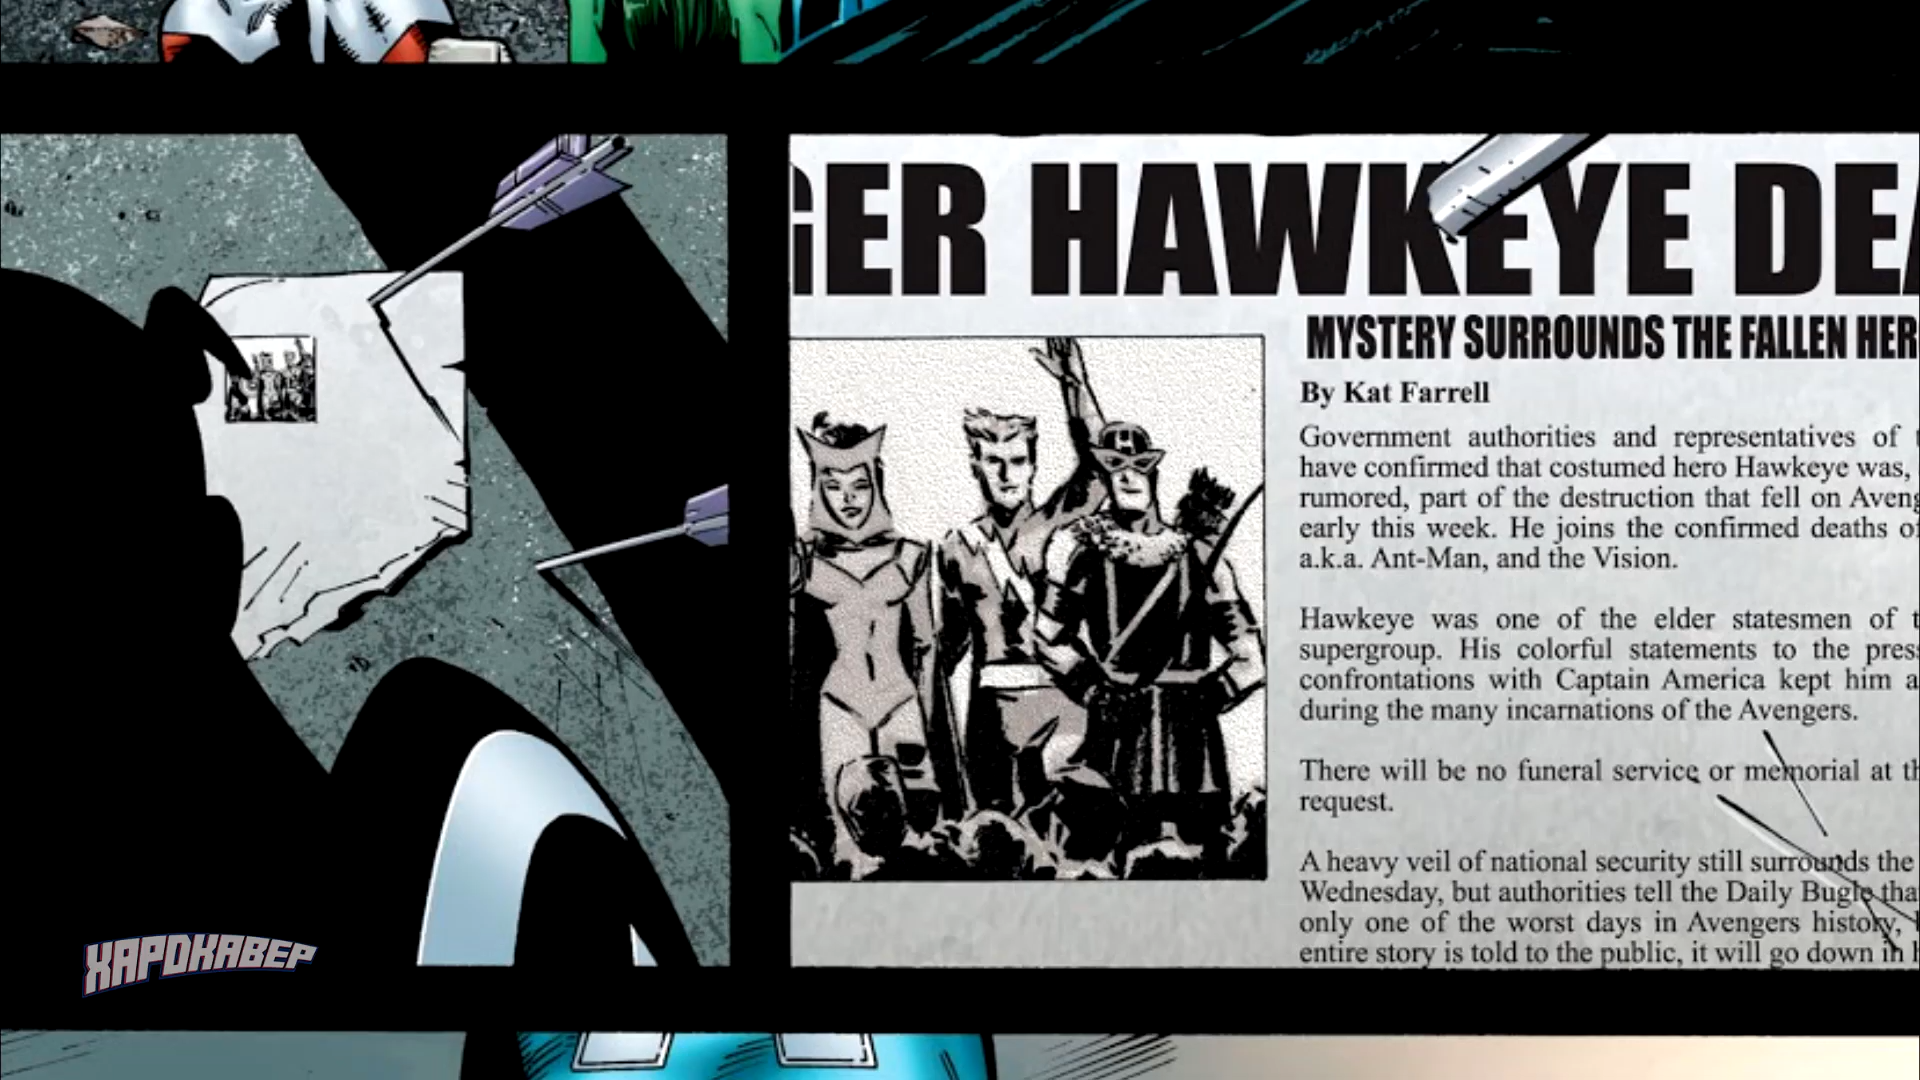 GER HAWKEYE DEA
MYSTERY SURROUNDS THE FALLEN HER
By Kat Farrell
Government authorities and representatives of t
have confirmed that costumed hero Hawkeye was,
rumored, part of the destruction that fell on Aveng
early this week. He joins the confirmed deaths of
a.k.a. Ant-Man, and the Vision.
Hawkeye was one of the elder statesmen of t
supergroup. His colorful statements to the press
confrontations with Captain America kept him a
during the many incarnations of the Avengers.
There will be no funeral service or memorial at th
request.
A heavy veil of national security still surrounds the
Wednesday, but authorities tell the Daily Bugle tha
only one of the worst days in Avengers history,
entire story is told to the public, it will go down in h
ХАРДКАВЕР